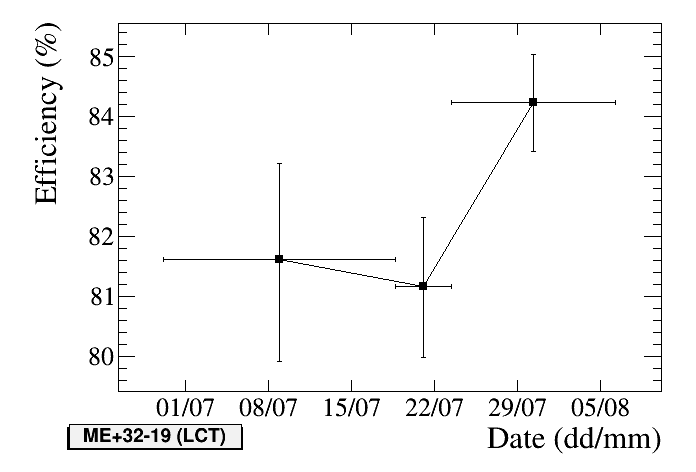 Efficiency (%)
85
84
83
82
81
80
01/07 08/07 15/07 22/07 29/07 05/08
ME+32-19 (LCT)
Date (dd/mm)